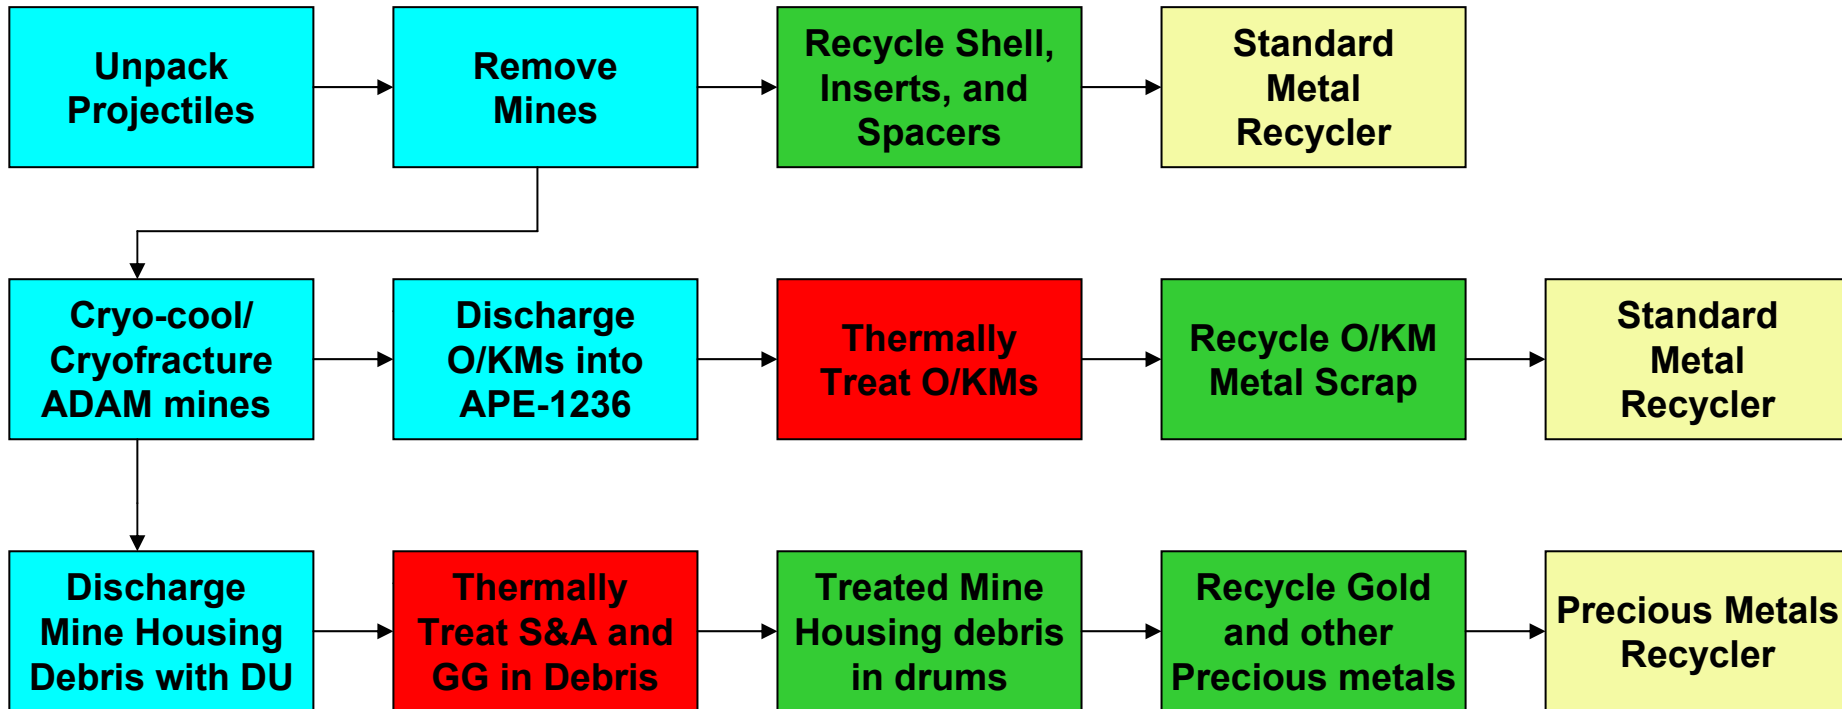 Unpack
Projectiles
Remove
Mines
Recycle Shell,
Inserts, and
Spacers
Standard
Metal
Recycler
Cryo-cool/
Cryofracture
ADAM mines
Discharge
O/KMs into
APE-1236
Thermally
Treat O/KMs
Recycle O/KM
Metal Scrap
Standard
Metal
Recycler
Discharge
Mine Housing
Debris with DU
Thermally
Treat S&A and
GG in Debris
Treated Mine
Housing debris
in drums
Recycle Gold
and other
Precious metals
Precious Metals
Recycler